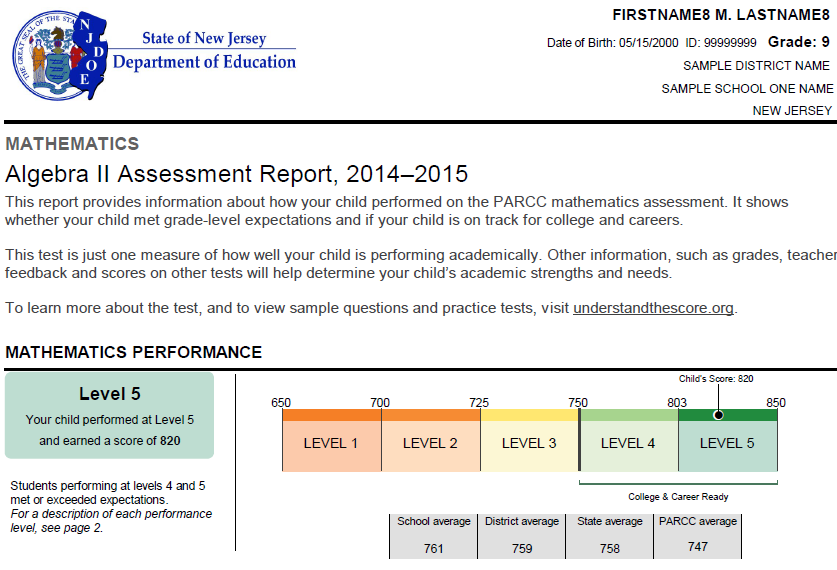 THE GREAT SEAL OF THE STATE OF NEW JERSEY
NJDOE
State of New Jersey
Department of Education
FIRSTNAME8 M. LASTNAME8
Date of Birth: 05/15/2000 ID: 99999999 Grade: 9
SAMPLE DISTRICT NAME
SAMPLE SCHOOL ONE NAME
NEW JERSEY
MATHEMATICS
Algebra II Assessment Report, 2014–2015
This report provides information about how your child performed on the PARCC mathematics assessment. It shows
whether your child met grade-level expectations and if your child is on track for college and careers.
This test is just one measure of how well your child is performing academically. Other information, such as grades, teacher
feedback and scores on other tests will help determine your child's academic strengths and needs.
To learn more about the test, and to view sample questions and practice tests, visit understandthescore.org.
MATHEMATICS PERFORMANCE
Level 5
Your child performed at Level 5
and earned a score of 820
Students performing at levels 4 and 5
met or exceeded expectations.
For a description of each performance
level, see page 2.
Child's Score: 820
650 700 725 750 803 850
LEVEL 1 LEVEL 2 LEVEL 3 LEVEL 4 LEVEL 5
College & Career Ready
School average District average State average PARCC average
761 759 758 747